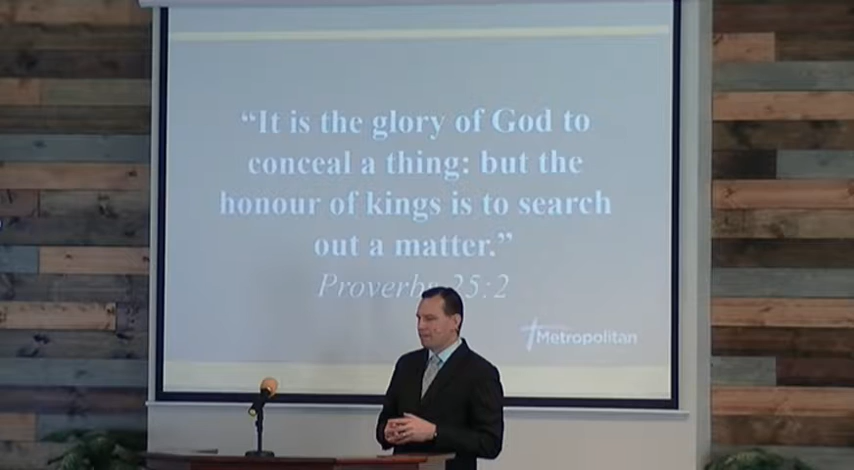 “It is the glory of God to
conceal a thing: but the
honour of kings is to search
out a matter.”
Proverbs 25:2
Metropolitan